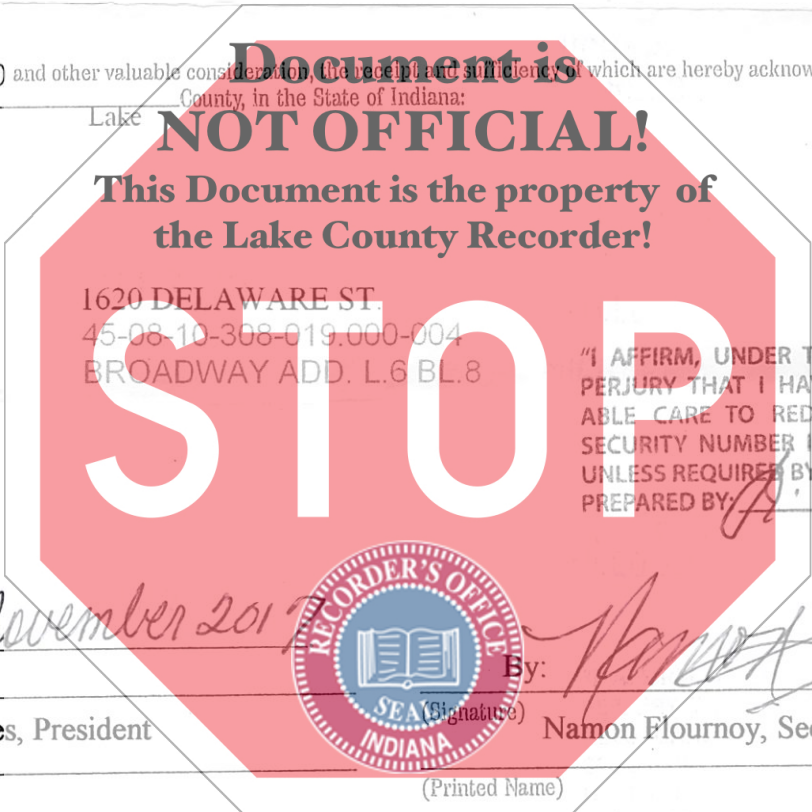 Document is
) and other valuable consideration, the receipt and sufficiency of which are hereby acknow
County, in the State of Indiana:
Lake
NOT OFFICIAL!
This Document is the property of
the Lake County Recorder!
1620 DELAWARE ST.
45-08-10-308-019.000-004
BROADWAY ADD. L.6 BL.8
STOP
"I AFFIRM, UNDER T
PERJURY THAT I HA
ABLE CARE TO RED
SECURITY NUMBER I
UNLESS REQUIRED BY
PREPARED BY:
ovember 2017
RECORDER'S OFFICE
SEAL
INDIANA
By:
(Signature)
es, President
Namon Flournoy, Sec
(Printed Name)